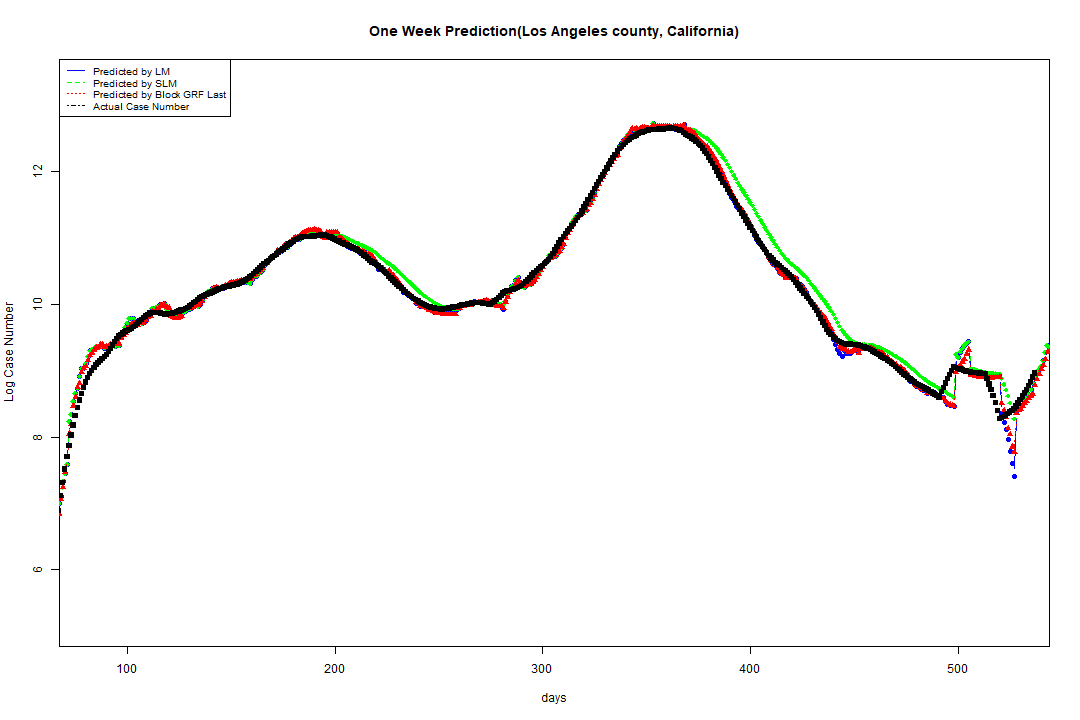 One Week Prediction(Los Angeles county, California)
Predicted by LM
Predicted by SLM
Predicted by Block GRF Last
Actual Case Number
12
10
8
6
Log Case Number
100 200 300 400 500
days